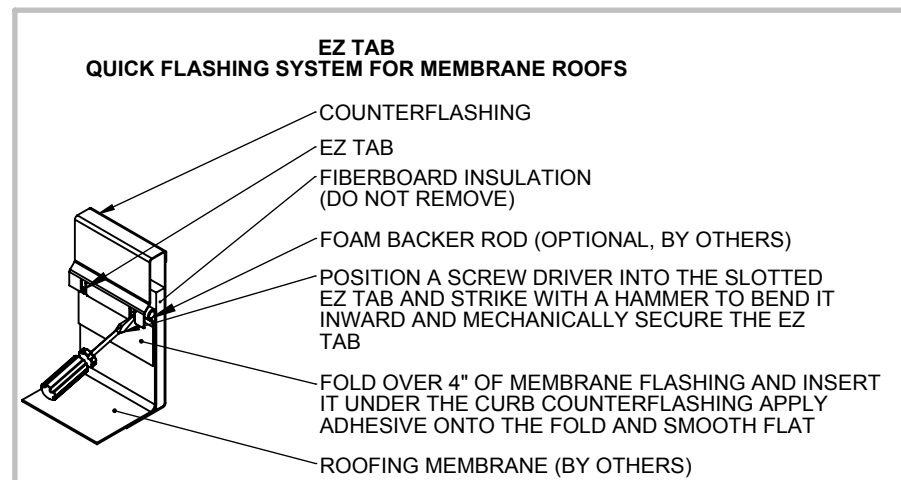 EZ TAB
QUICK FLASHING SYSTEM FOR MEMBRANE ROOFS
COUNTERFLASHING
EZ TAB
FIBERBOARD INSULATION
(DO NOT REMOVE)
FOAM BACKER ROD (OPTIONAL, BY OTHERS)
POSITION A SCREW DRIVER INTO THE SLOTTED
EZ TAB AND STRIKE WITH A HAMMER TO BEND IT
INWARD AND MECHANICALLY SECURE THE EZ
TAB
FOLD OVER 4" OF MEMBRANE FLASHING AND INSERT
IT UNDER THE CURB COUNTERFLASHING APPLY
ADHESIVE ONTO THE FOLD AND SMOOTH FLAT
ROOFING MEMBRANE (BY OTHERS)